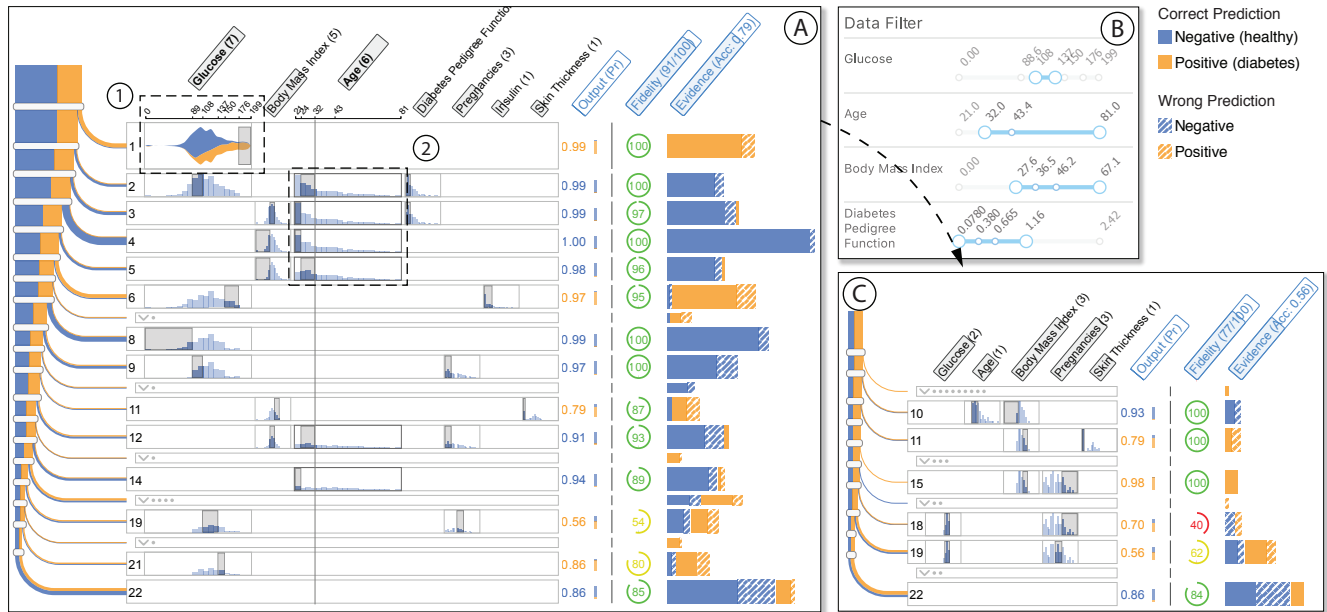 A
1
Glucose (7)
Body Mass Index (5)
Age (6)
Diabetes Pedigree Function
Pregnancies (3)
Insulin (1)
Skin Thickness (1)
Output (Pr)
Fidelity (91/100)
Evidence (Acc: 0.79)
89
108
137
150
176
199
24
32
43
81
2
1
0.99
100
2
0.99
100
3
0.99
97
4
1.00
100
5
0.98
96
6
0.97
95
8
0.99
100
9
0.97
100
11
0.79
87
12
0.91
93
14
0.94
89
19
0.56
54
21
0.86
80
22
0.86
85
B
Data Filter
Glucose
0.00
88.6
108
137
150
176
199
Age
21.0
32.0
43.4
81.0
Body Mass Index
0.00
27.6
36.5
46.2
67.1
Diabetes
Pedigree
Function
0.0780
0.380
0.665
1.16
2.42
Correct Prediction
Negative (healthy)
Positive (diabetes)
Wrong Prediction
Negative
Positive
C
Glucose (2)
Age (1)
Body Mass Index (3)
Pregnancies (3)
Skin Thickness (1)
Output (Pr)
Fidelity (77/100)
Evidence (Acc: 0.56)
10
0.93
100
11
0.79
100
15
0.98
100
18
0.70
40
19
0.56
62
22
0.86
84